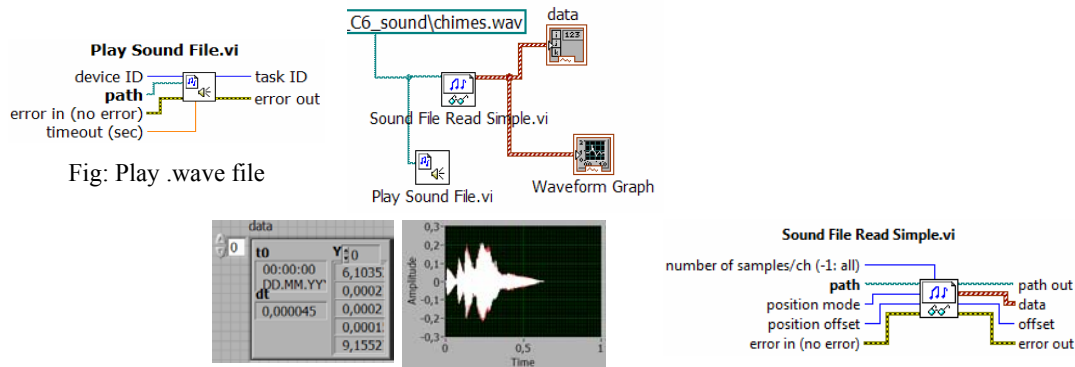 Play Sound File.vi
device ID
path
error in (no error)
timeout (sec)
task ID
error out
Fig: Play .wave file
_C6_sound\chimes.wav
data
Sound File Read Simple.vi
Play Sound File.vi
Waveform Graph
data
0
t0
00:00:00
DD.MM.YY
dt
0,000045
Y
0
6,1035
0,0002
0,0002
0,0001
9,1552
Amplitude
0,3
0,2
0,1
0
-0,1
-0,2
-0,3
0
0,5
1
Time
Sound File Read Simple.vi
number of samples/ch (-1: all)
path
position mode
position offset
error in (no error)
path out
data
offset
error out